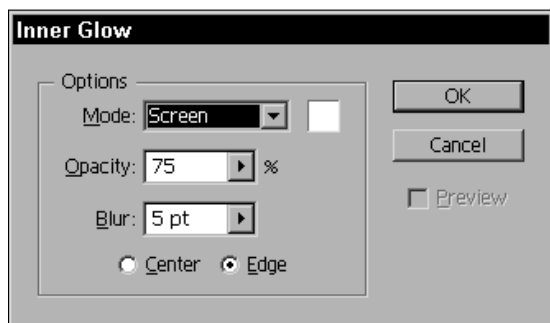 Inner Glow
Options
Mode: Screen
Opacity: 75 %
Blur: 5 pt
Center Edge
OK
Cancel
Preview